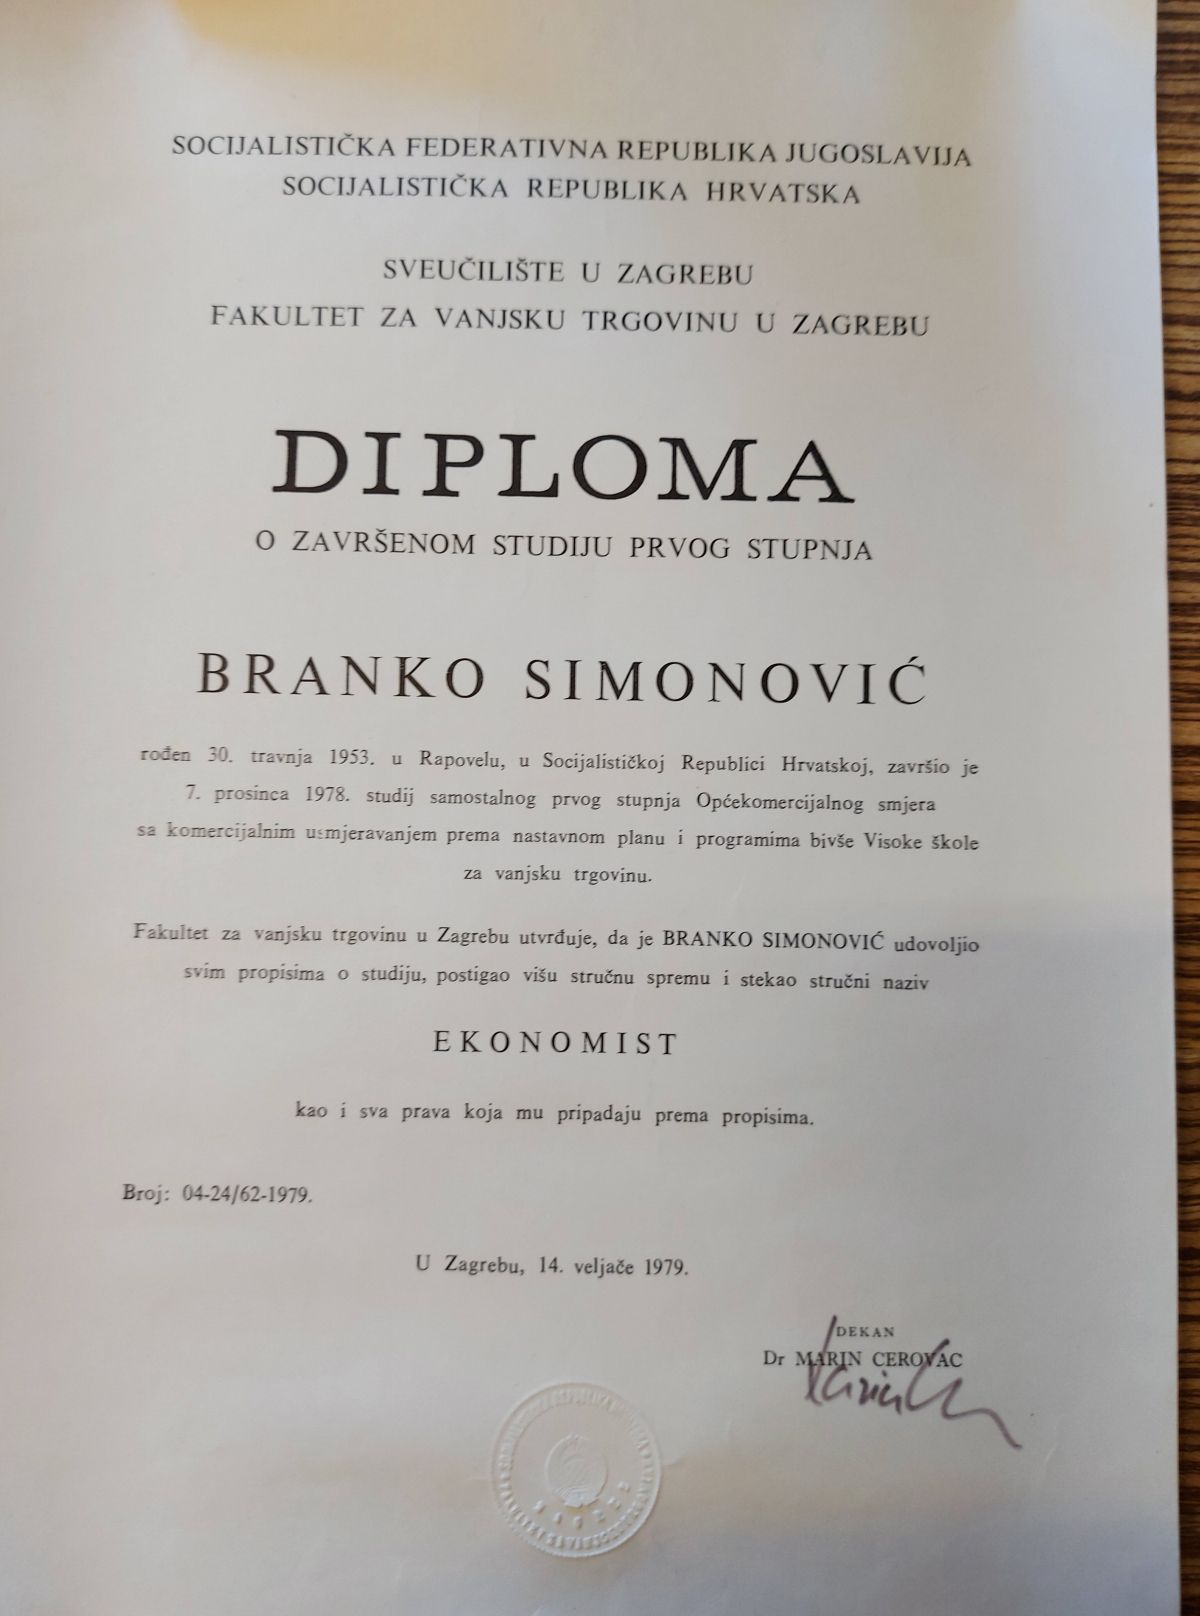 SOCIJALISTIČKA FEDERATIVNA REPUBLIKA JUGOSLAVIJA
SOCIJALISTIČKA REPUBLIKA HRVATSKA
SVEUČILIŠTE U ZAGREBU
FAKULTET ZA VANJSKU TRGOVINU U ZAGREBU
DIPLOMA
O ZAVRŠENOM STUDIJU PRVOG STUPNJA
BRANKO SIMONOVIĆ
rođen 30. travnja 1953. u Rapovelu, u Socijalističkoj Republici Hrvatskoj, završio je
7. prosinca 1978. studij samostalnog prvog stupnja Općekomercijalnog smjera
sa komercijalnim usmjeravanjem prema nastavnom planu i programima bivše Visoke škole
za vanjsku trgovinu.
Fakultet za vanjsku trgovinu u Zagrebu utvrđuje, da je BRANKO SIMONOVIĆ udovoljio
svim propisima o studiju, postigao višu stručnu spremu i stekao stručni naziv
EKONOMIST
kao i sva prava koja mu pripadaju prema propisima.
Broj: 04-24/62-1979.
U Zagrebu, 14. veljače 1979.
DEKAN
Dr MARIN CEROVAC